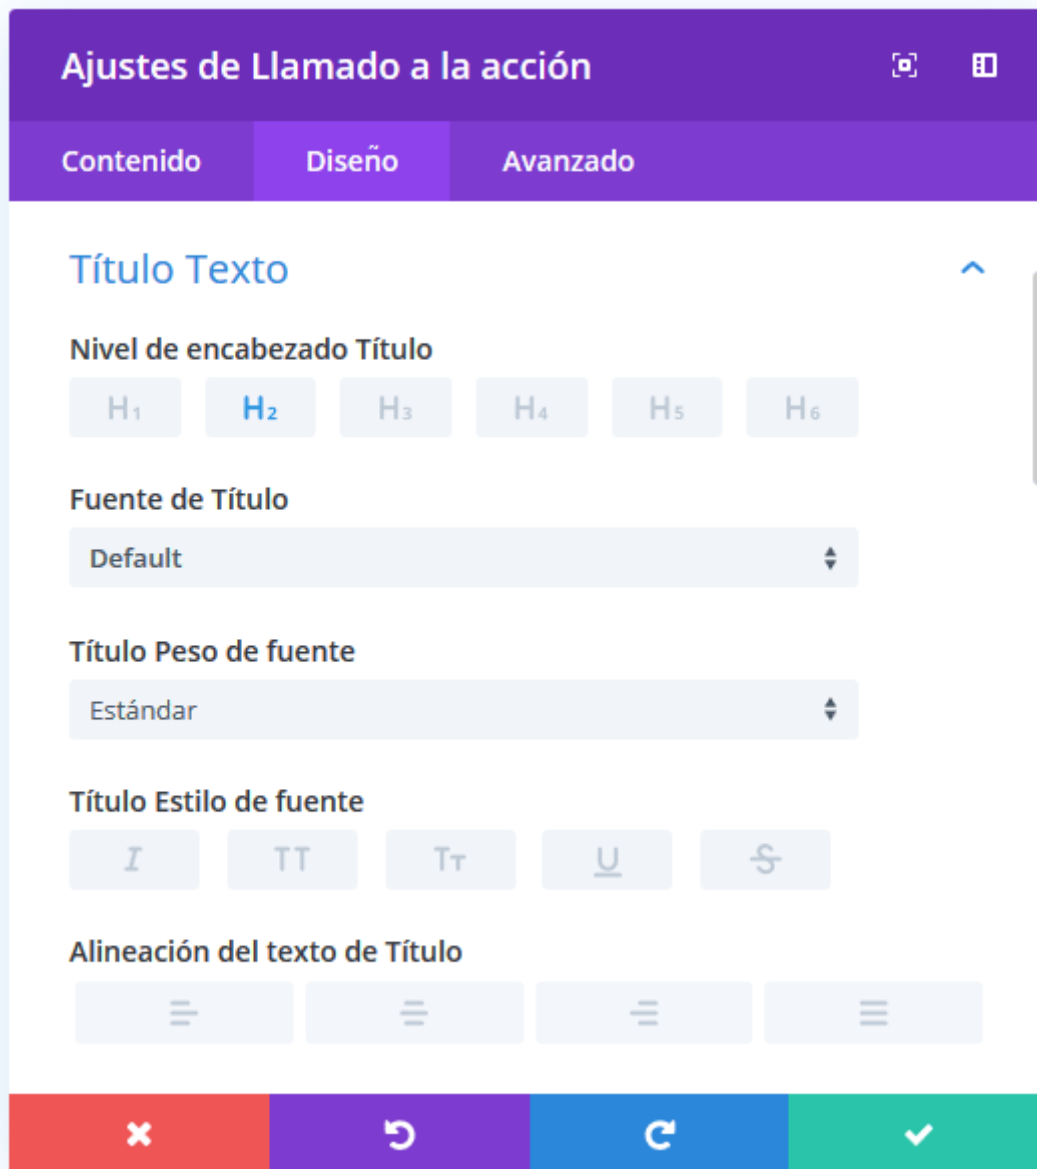 Ajustes de Llamado a la acción
Contenido Diseño Avanzado
Título Texto
Nivel de encabezado Título
H1 H2 H3 H4 H5 H6
Fuente de Título
Default
Título Peso de fuente
Estándar
Título Estilo de fuente
I TT TT U S
Alineación del texto de Título